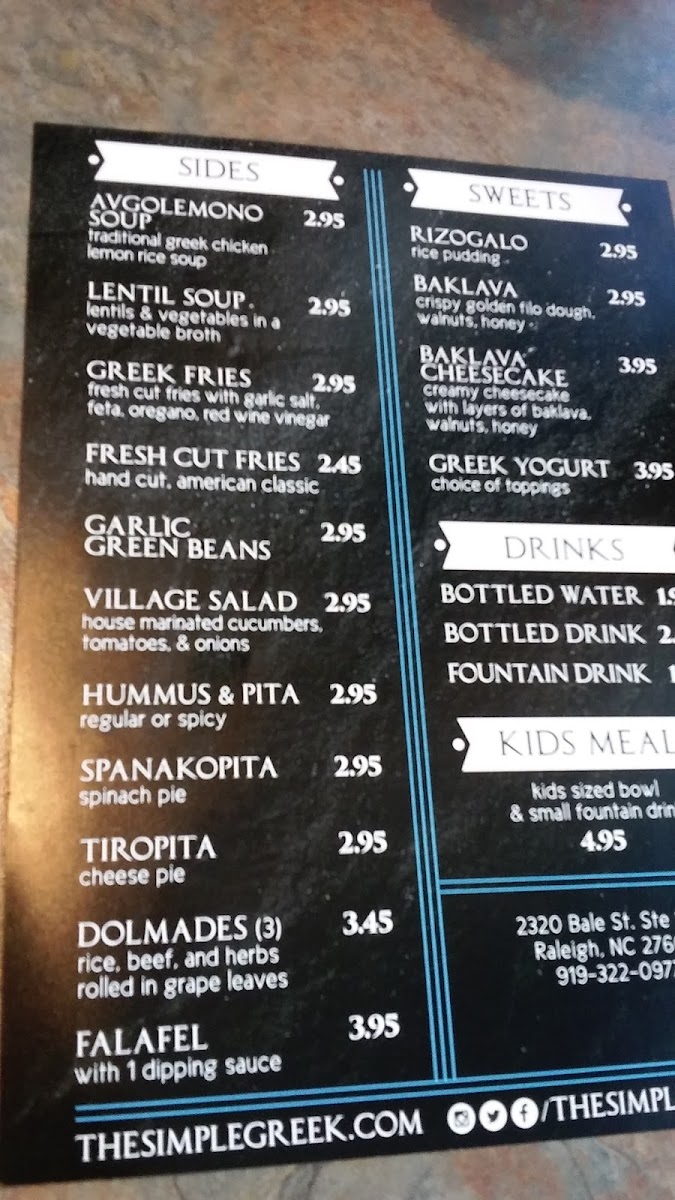 SIDES
AVGOLEMONO
SOUP 2.95
traditional greek chicken
lemon rice soup
LENTIL SOUP 2.95
lentils & vegetables in a
vegetable broth
GREEK FRIES 2.95
fresh cut fries with garlic salt,
feta, oregano, red wine vinegar
FRESH CUT FRIES 2.45
hand cut, american classic
GARLIC
GREEN BEANS 2.95
VILLAGE SALAD 2.95
house marinated cucumbers,
tomatoes, & onions
HUMMUS & PITA 2.95
regular or spicy
SPANAKOPITA 2.95
spinach pie
TIROPITA 2.95
cheese pie
DOLMADES (3) 3.45
rice, beef, and herbs
rolled in grape leaves
FALAFEL 3.95
with 1 dipping sauce
SWEETS
RIZOGALO 2.95
rice pudding
BAKLAVA 2.95
crispy golden filo dough,
walnuts, honey
BAKLAVA
CHEESECAKE 3.95
creamy cheesecake
with layers of baklava,
walnuts, honey
GREEK YOGURT 3.95
choice of toppings
DRINKS
BOTTLED WATER
BOTTLED DRINK
FOUNTAIN DRINK
KIDS MEAL
kids sized bowl
& small fountain drin
4.95
2320 Bale St. Ste
Raleigh, NC 276
919-322-097
THESIMPLEGREEK.COM /THESIMPL